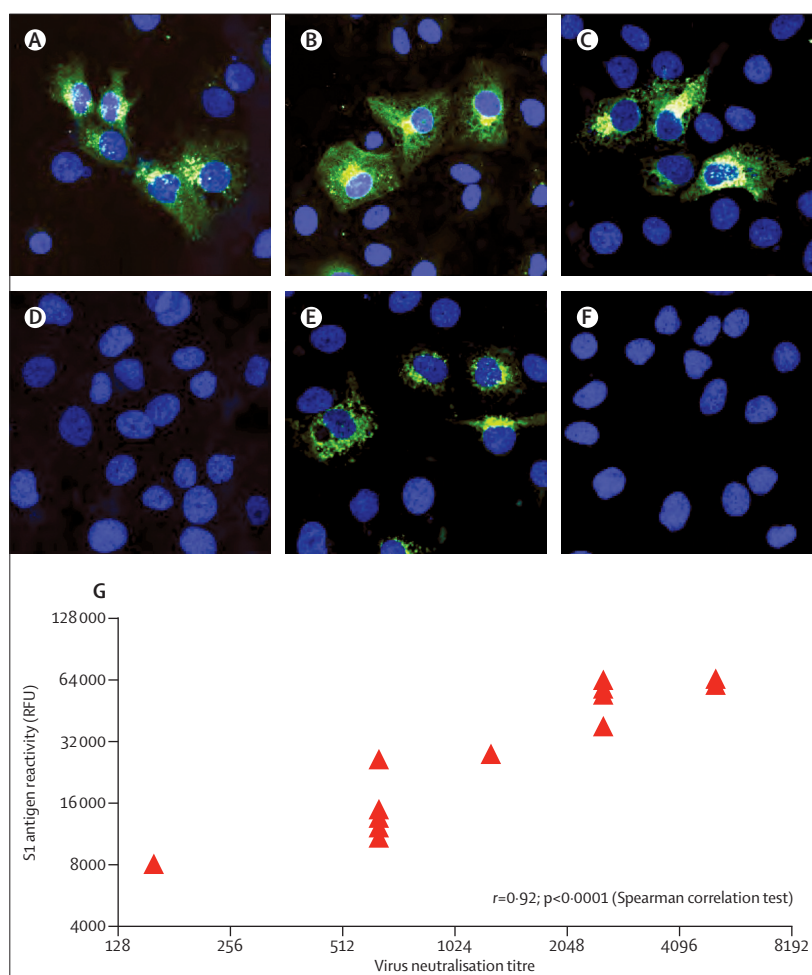 A
B
C
D
E
F
G
128 000
64 000
32 000
16 000
8000
4000
S1 antigen reactivity (RFU)
r=0·92; p<0·0001 (Spearman correlation test)
128
256
512
1024
2048
4096
8192
Virus neutralisation titre